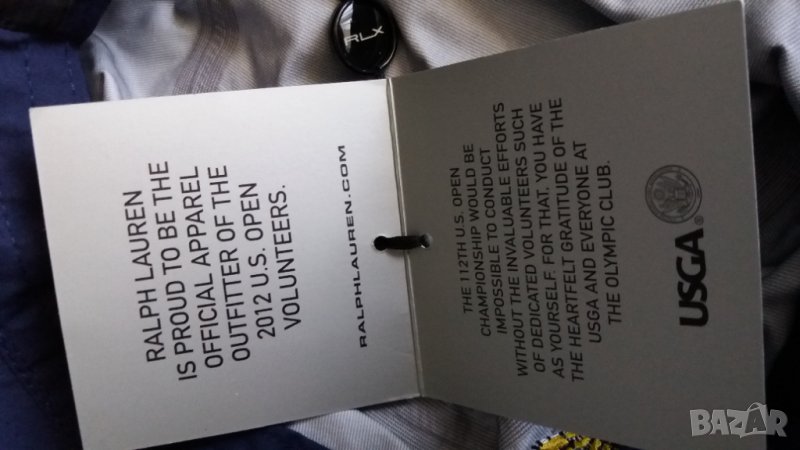 RLX
RALPH LAUREN
IS PROUD TO BE THE
OFFICIAL APPAREL
OUTFITTER OF THE
2012 U.S. OPEN
VOLUNTEERS.
RALPHLAUREN.COM
THE 112TH U.S. OPEN
CHAMPIONSHIP WOULD BE
IMPOSSIBLE TO CONDUCT
WITHOUT THE INVALUABLE EFFORTS
OF DEDICATED VOLUNTEERS SUCH
AS YOURSELF. FOR THAT, YOU HAVE
THE HEARTFELT GRATITUDE OF THE
USGA AND EVERYONE AT
THE OLYMPIC CLUB.
USGA®
BAZAR